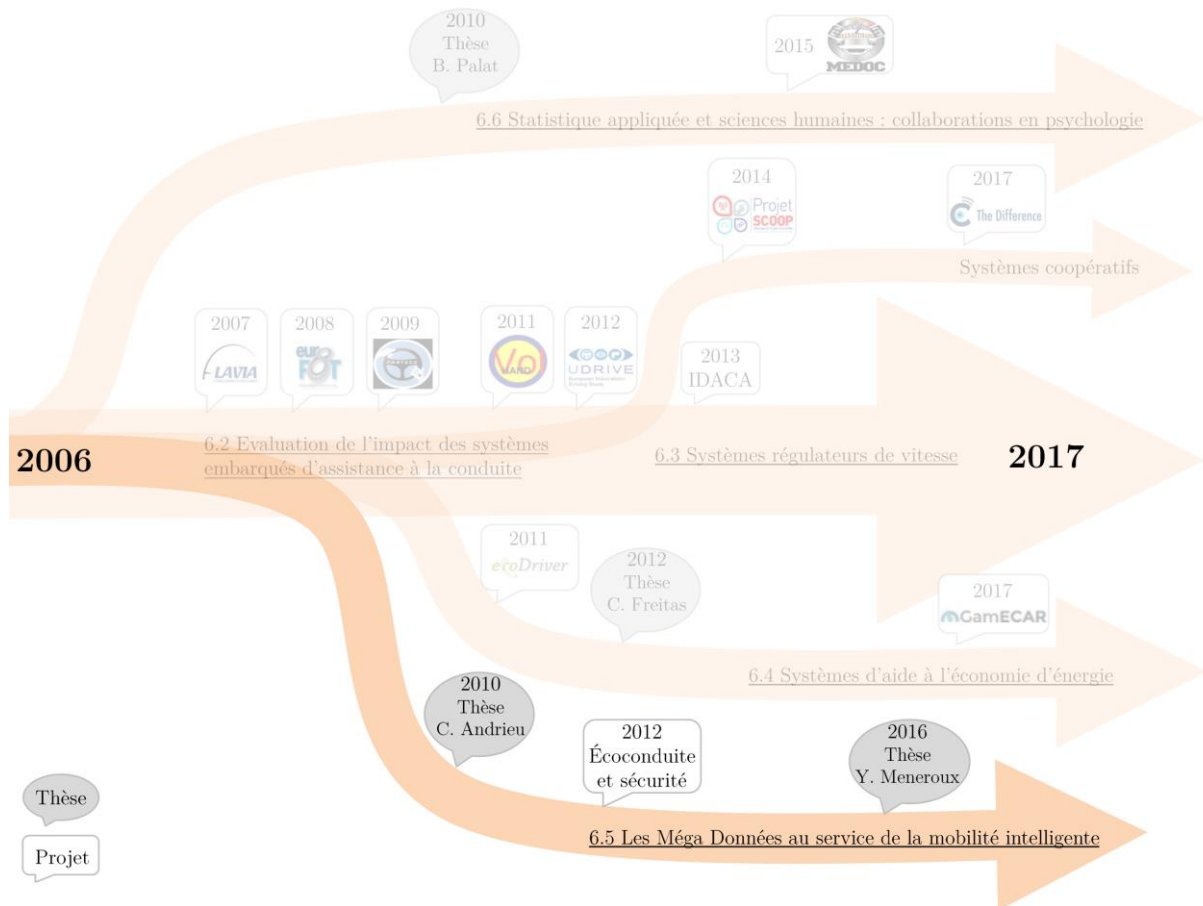 2010
Thèse
B. Palat
2015
MEDOC
6.6 Statistique appliquée et sciences humaines : collaborations en psychologie
2014
Projet
SCOOP
2017
The Difference
Systèmes coopératifs
2007
LAVIA
2008
euro
FOT
2009
2011
2012
UDRIVE
2013
IDACA
2006
6.2 Evaluation de l'impact des systèmes
embarqués d'assistance à la conduite
6.3 Systèmes régulateurs de vitesse
2017
2011
ecoDriver
2012
Thèse
C. Freitas
2017
GamECAR
6.4 Systèmes d'aide à l'économie d'énergie
2010
Thèse
C. Andrieu
2012
Écoconduite
et sécurité
2016
Thèse
Y. Meneroux
6.5 Les Méga Données au service de la mobilité intelligente
Thèse
Projet